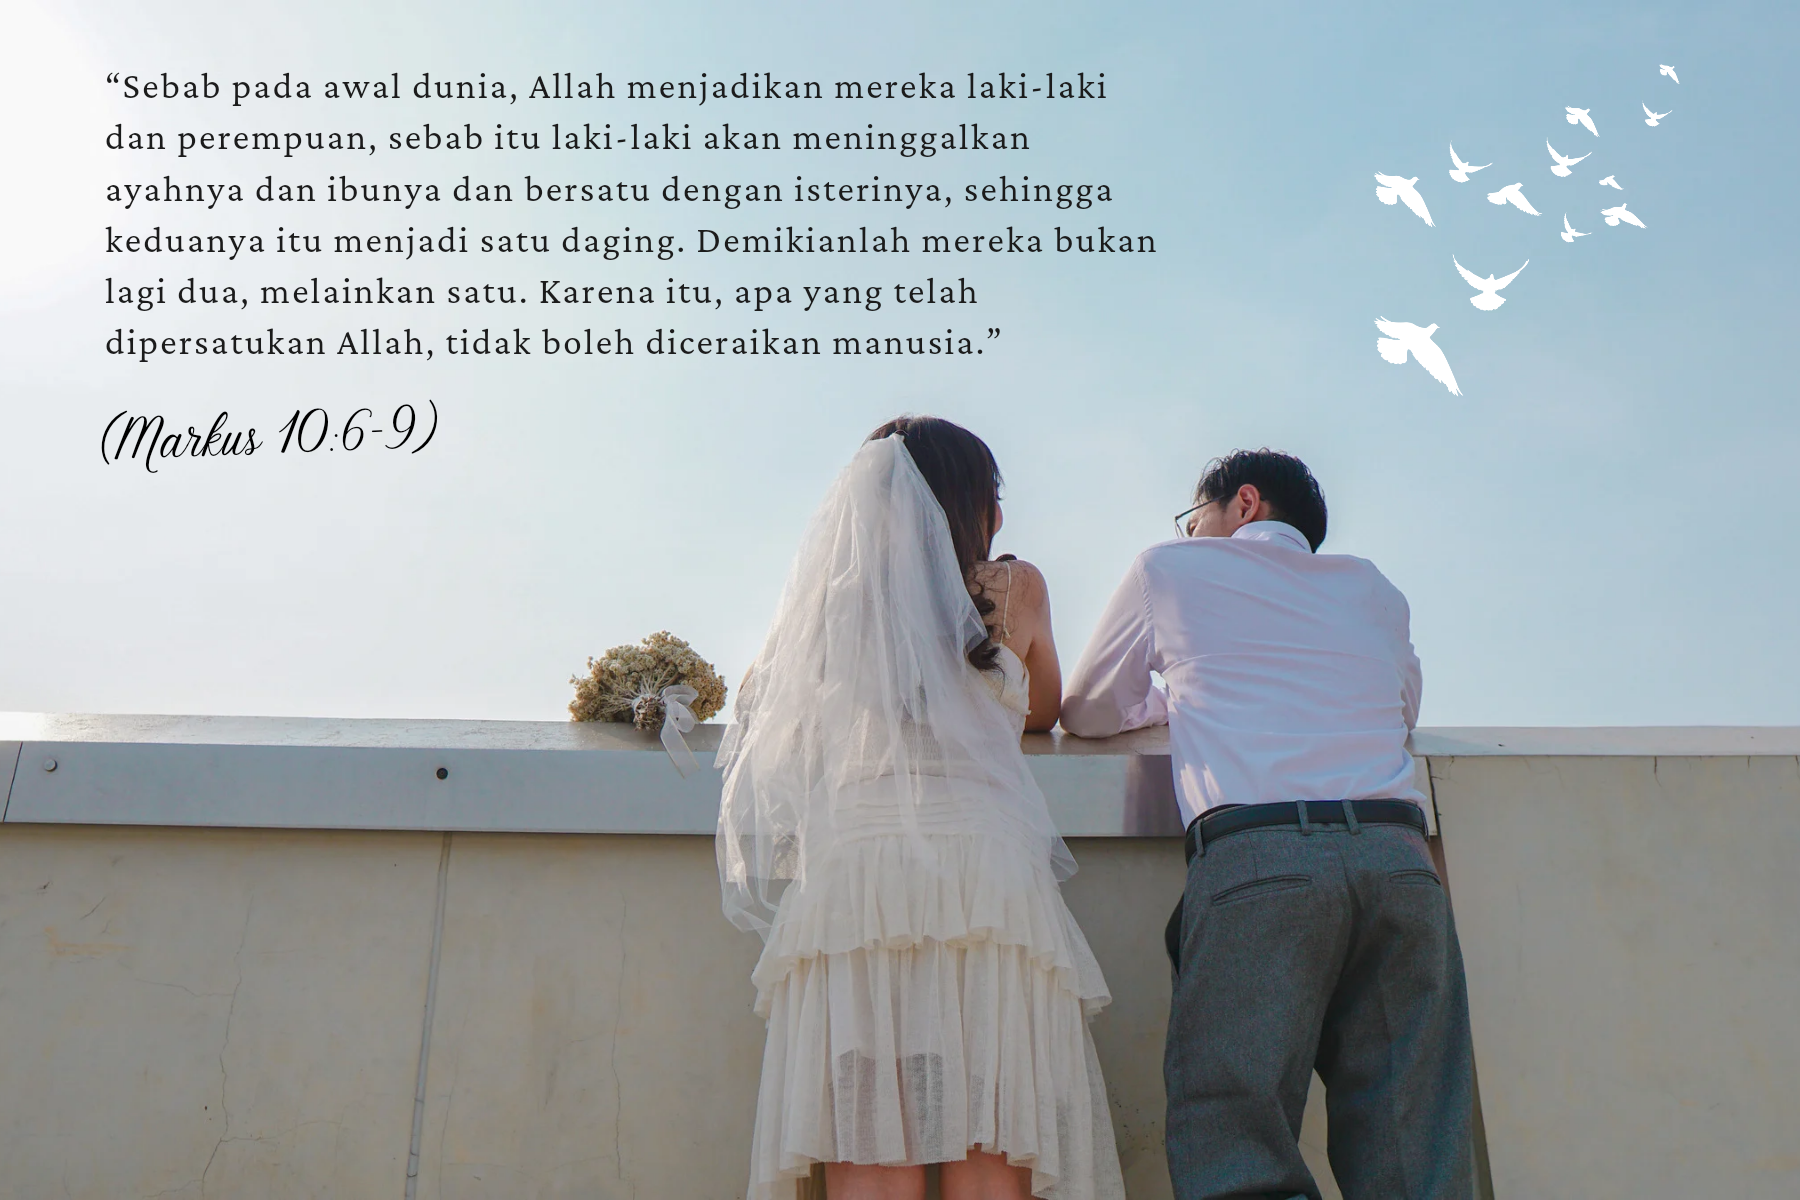 “Sebab pada awal dunia, Allah menjadikan mereka laki-laki
dan perempuan, sebab itu laki-laki akan meninggalkan
ayahnya dan ibunya dan bersatu dengan isterinya, sehingga
keduanya itu menjadi satu daging. Demikianlah mereka bukan
lagi dua, melainkan satu. Karena itu, apa yang telah
dipersatukan Allah, tidak boleh diceraikan manusia.”
(Markus 10:6-9)